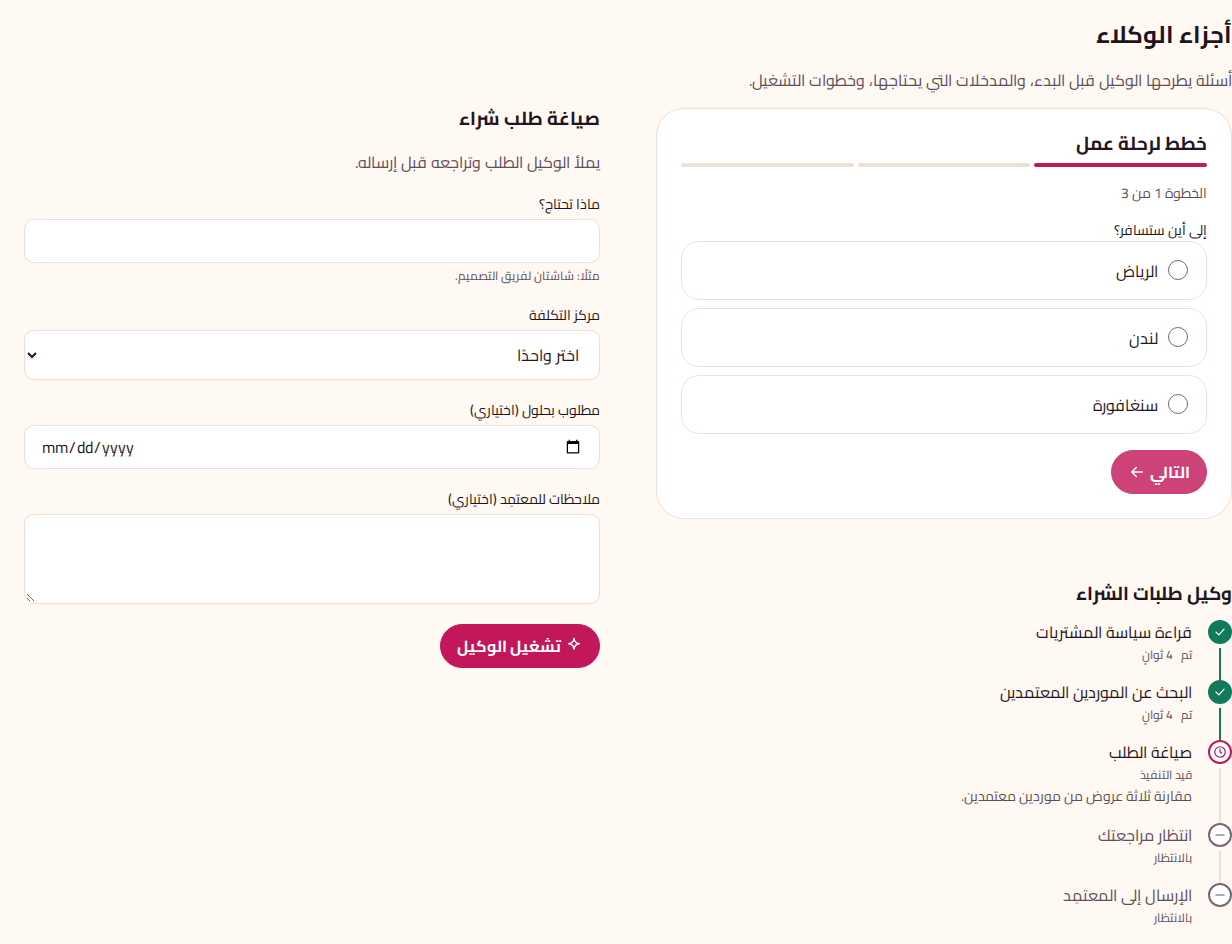 أجزاء الوكلاء
أسئلة يطرحها الوكيل قبل البدء، والمدخلات التي يحتاجها، وخطوات التشغيل.
خطط لرحلة عمل
الخطوة 1 من 3
إلى أين ستسافر؟
الرياض
لندن
سنغافورة
التالي
وكيل طلبات الشراء
قراءة سياسة المشتريات
تم 4 ثوانٍ
البحث عن الموردين المعتمدين
تم 4 ثوانٍ
صياغة الطلب
قيد التنفيذ
مقارنة ثلاثة عروض من موردين معتمدين.
انتظار مراجعتك
بالانتظار
الإرسال إلى المعتمِد
بالانتظار
صياغة طلب شراء
يملأ الوكيل الطلب وتراجعه قبل إرساله.
ماذا تحتاج؟
مثلًا: شاشتان لفريق التصميم.
مركز التكلفة
اختر واحدًا
مطلوب بحلول (اختياري)
mm/dd/yyyy
ملاحظات للمعتمِد (اختياري)
تشغيل الوكيل